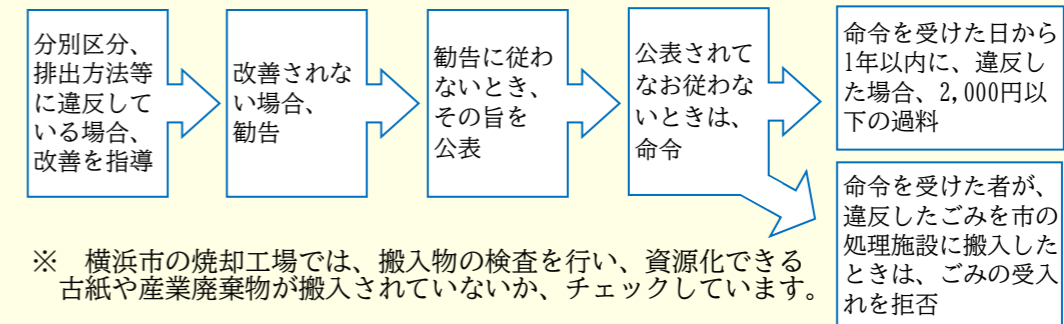 分別区分、
排出方法等
に違反して
いる場合、
改善を指導
改善されな
い場合、
勧告
勧告に従わ
ないとき、
その旨を
公表
公表されて
なお従わな
いときは、
命令
命令を受けた日から
1年以内に、違反し
た場合、2,000円以
下の過料
命令を受けた者が、
違反したごみを市の
処理施設に搬入した
ときは、ごみの受入
れを拒否
※　横浜市の焼却工場では、搬入物の検査を行い、資源化できる
古紙や産業廃棄物が搬入されていないか、チェックしています。